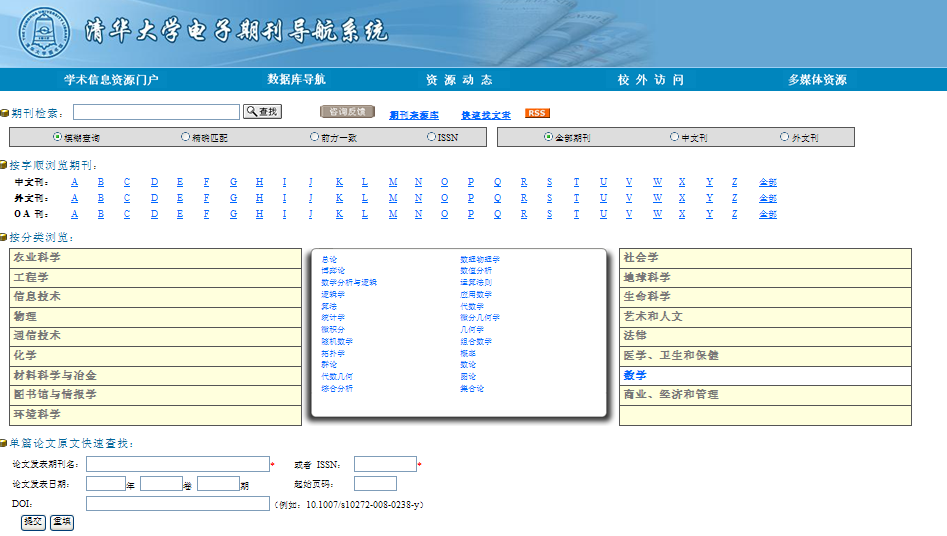 清华大学电子期刊导航系统
学术信息资源门户 数据库导航 资源动态 校外访问 多媒体资源
期刊检索： 查找 咨询反馈 期刊来源库 快速找文章 RSS
模糊查询 精确匹配 前方一致 ISSN 全部期刊 中文刊 外文刊
按字顺浏览期刊：
中文刊： A B C D E F G H I J K L M N O P Q R S T U V W X Y Z 全部
外文刊： A B C D E F G H I J K L M N O P Q R S T U V W X Y Z 全部
OA 刊： A B C D E F G H I J K L M N O P Q R S T U V W X Y Z 全部
按分类浏览：
农业科学
工程学
信息技术
物理
通信技术
化学
材料科学与冶金
图书馆与情报学
环境科学
总论 数理物理学
博弈论 数值分析
数学分析与逻辑 运算法则
逻辑学 应用数学
算法 代数学
统计学 微分几何学
微积分 几何学
随机数学 组合数学
拓扑学 概率
群论 数论
代数几何 图论
综合分析 集合论
社会学
地球科学
生命科学
艺术和人文
法律
医学、卫生和保健
数学
商业、经济和管理
单篇论文原文快速查找：
论文发表期刊名： * 或者 ISSN： *
论文发表日期： 年 卷 期 起始页码：
DOI： （例如：10.1007/s10272-008-0238-y）
提交 重填